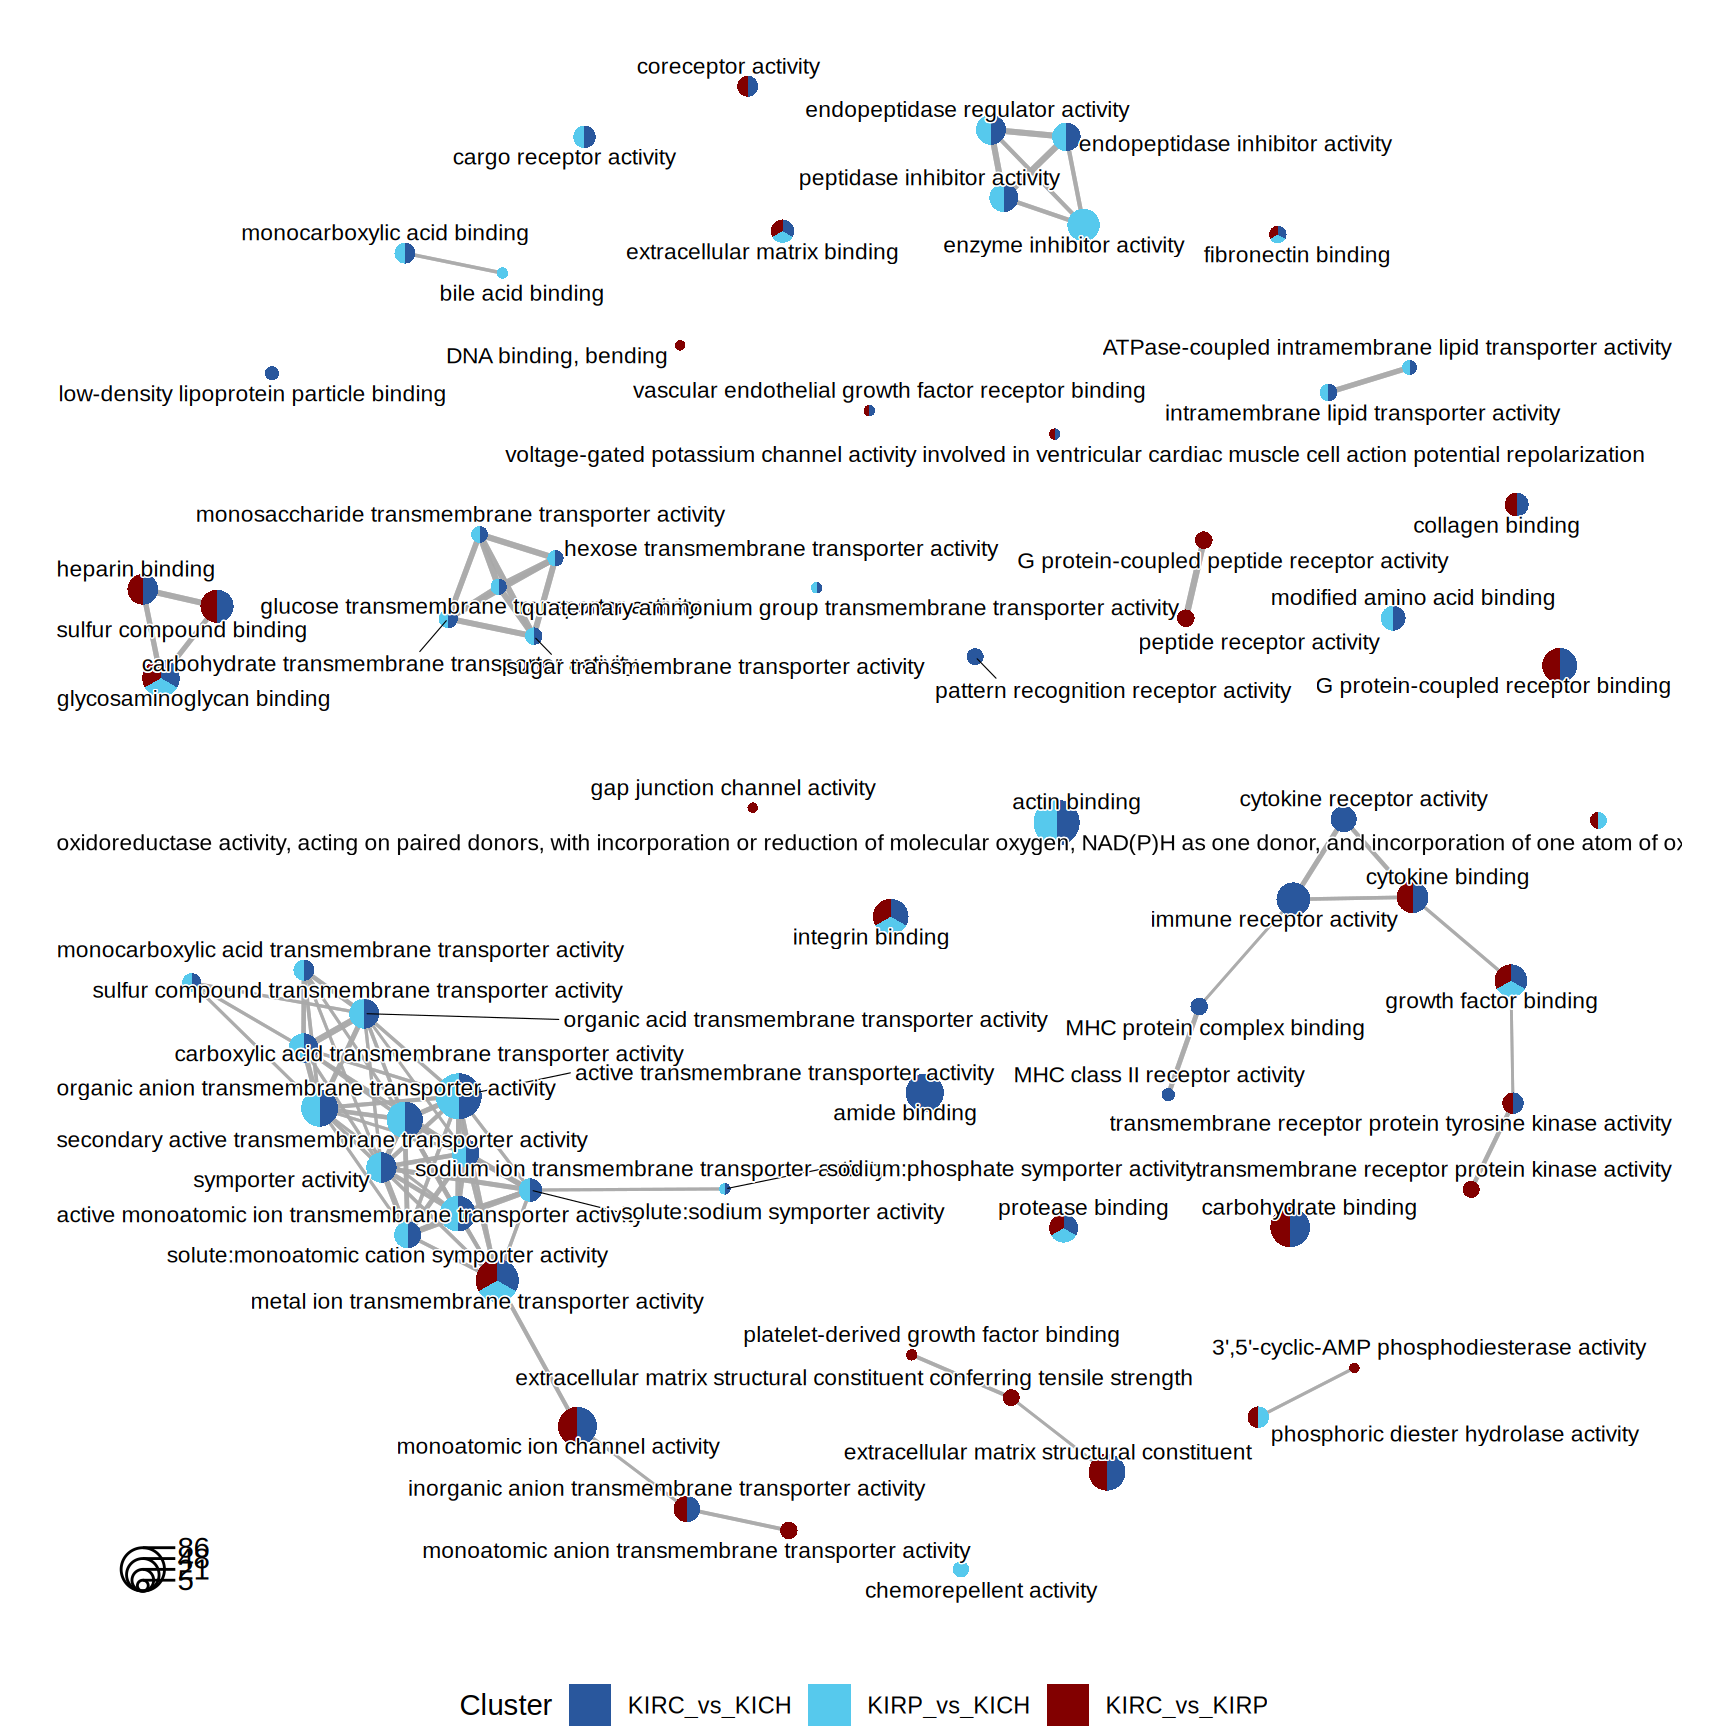 coreceptor activity
endopeptidase regulator activity
endopeptidase inhibitor activity
cargo receptor activity
peptidase inhibitor activity
monocarboxylic acid binding
extracellular matrix binding
enzyme inhibitor activity
fibronectin binding
bile acid binding
DNA binding, bending
ATPase-coupled intramembrane lipid transporter activity
low-density lipoprotein particle binding
vascular endothelial growth factor receptor binding
intramembrane lipid transporter activity
voltage-gated potassium channel activity involved in ventricular cardiac muscle cell action potential repolarization
monosaccharide transmembrane transporter activity
collagen binding
hexose transmembrane transporter activity
G protein-coupled peptide receptor activity
heparin binding
glucose transmembrane
quaternary ammonium group transmembrane transporter activity
modified amino acid binding
sulfur compound binding
peptide receptor activity
carbohydrate transmembrane
sugar transmembrane transporter activity
pattern recognition receptor activity
G protein-coupled receptor binding
glycosaminoglycan binding
gap junction channel activity
actin binding
cytokine receptor activity
oxidoreductase activity, acting on paired donors, with incorporation or reduction of molecular oxygen, NAD(P)H as one donor, and incorporation of one atom of ox
cytokine binding
immune receptor activity
integrin binding
monocarboxylic acid transmembrane transporter activity
sulfur compound transmembrane transporter activity
growth factor binding
organic acid transmembrane transporter activity
MHC protein complex binding
carboxylic acid transmembrane transporter activity
active transmembrane transporter activity
MHC class II receptor activity
organic anion transmembrane transporter activity
amide binding
transmembrane receptor protein tyrosine kinase activity
secondary active transmembrane transporter activity
sodium ion transmembrane transporter
sodium:phosphate symporter activity
transmembrane receptor protein kinase activity
symporter activity
active monoatomic ion transmembrane transporter activity
solute:sodium symporter activity
protease binding
carbohydrate binding
solute:monoatomic cation symporter activity
metal ion transmembrane transporter activity
platelet-derived growth factor binding
3',5'-cyclic-AMP phosphodiesterase activity
extracellular matrix structural constituent conferring tensile strength
phosphoric diester hydrolase activity
monoatomic ion channel activity
extracellular matrix structural constituent
inorganic anion transmembrane transporter activity
monoatomic anion transmembrane transporter activity
chemorepellent activity
86
21
5
Cluster KIRC_vs_KICH KIRP_vs_KICH KIRC_vs_KIRP